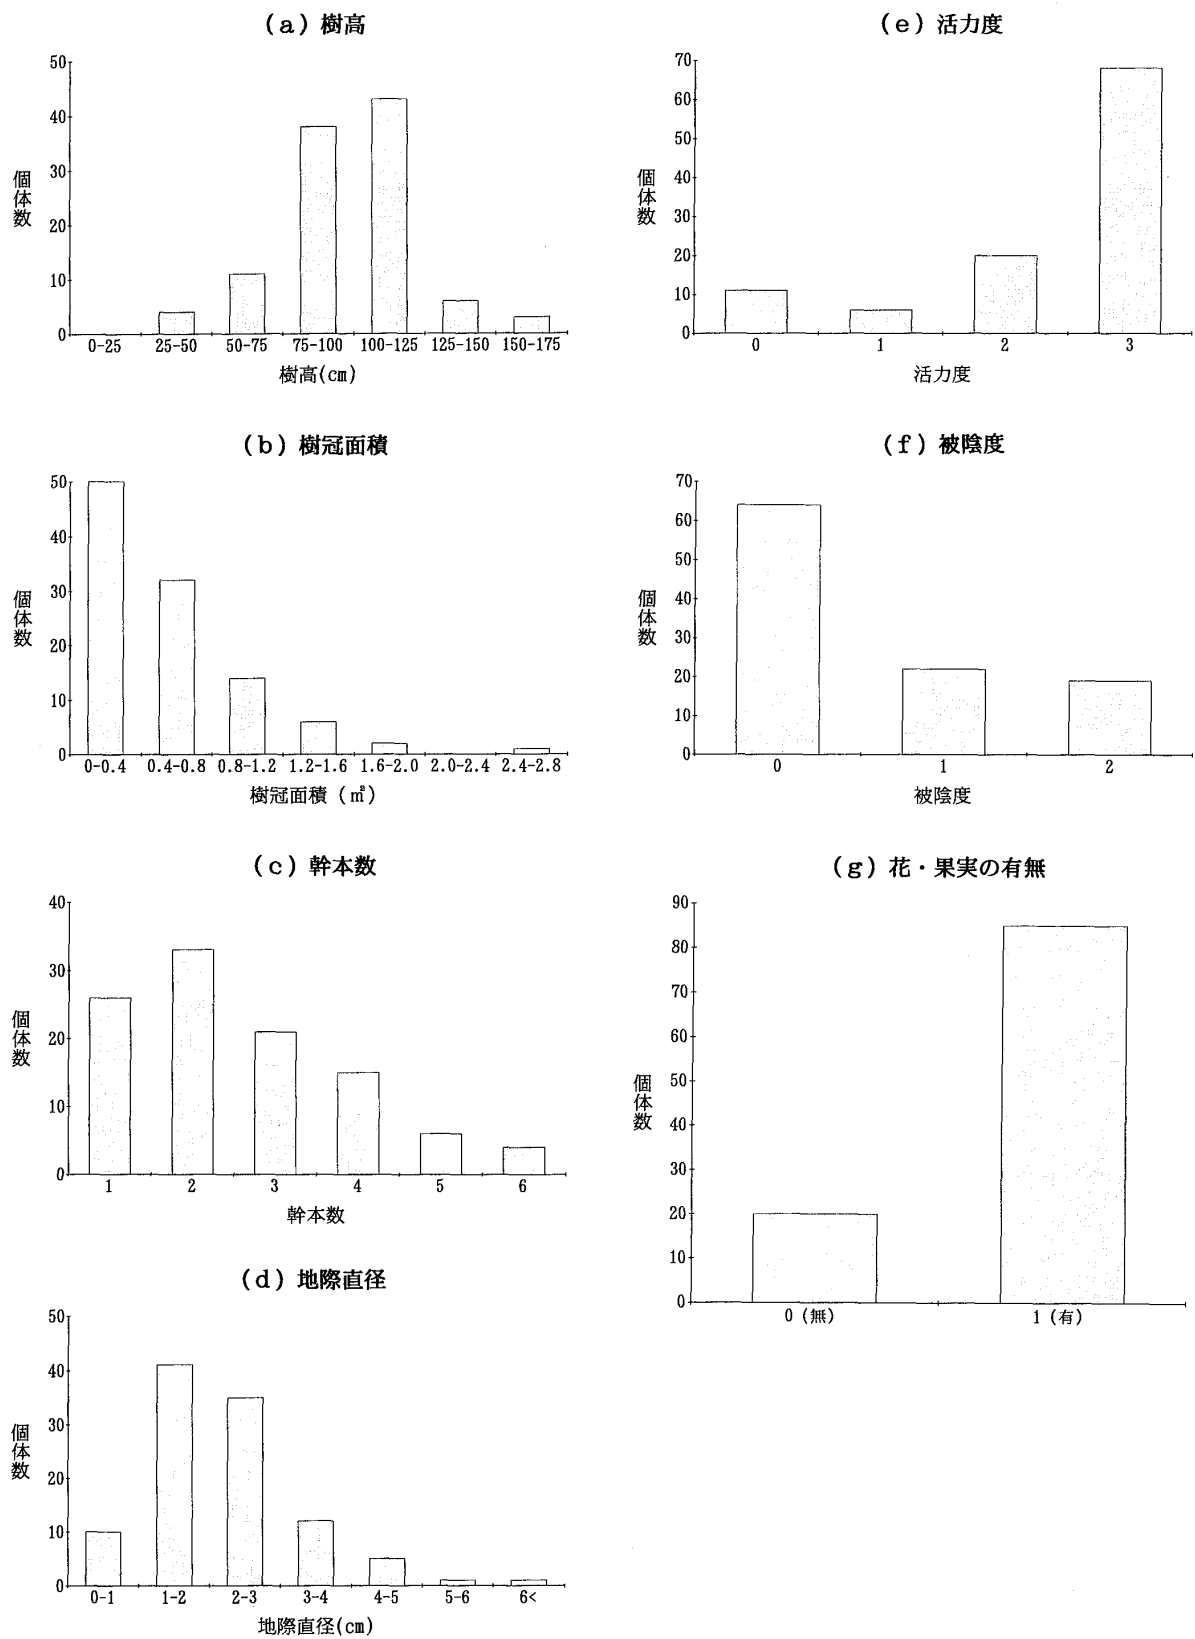 (a) 樹高
50
40
30
20
10
0
個体数
0-25 25-50 50-75 75-100 100-125 125-150 150-175
樹高(cm)
(b) 樹冠面積
50
40
30
20
10
0
個体数
0-0.4 0.4-0.8 0.8-1.2 1.2-1.6 1.6-2.0 2.0-2.4 2.4-2.8
樹冠面積 (㎡)
(c) 幹本数
40
30
20
10
0
個体数
1 2 3 4 5 6
幹本数
(d) 地際直径
50
40
30
20
10
0
個体数
0-1 1-2 2-3 3-4 4-5 5-6 6<
地際直径(cm)
(e) 活力度
70
60
50
40
30
20
10
0
個体数
0 1 2 3
活力度
(f) 被陰度
70
60
50
40
30
20
10
0
個体数
0 1 2
被陰度
(g) 花・果実の有無
90
80
70
60
50
40
30
20
10
0
個体数
0 (無) 1 (有)